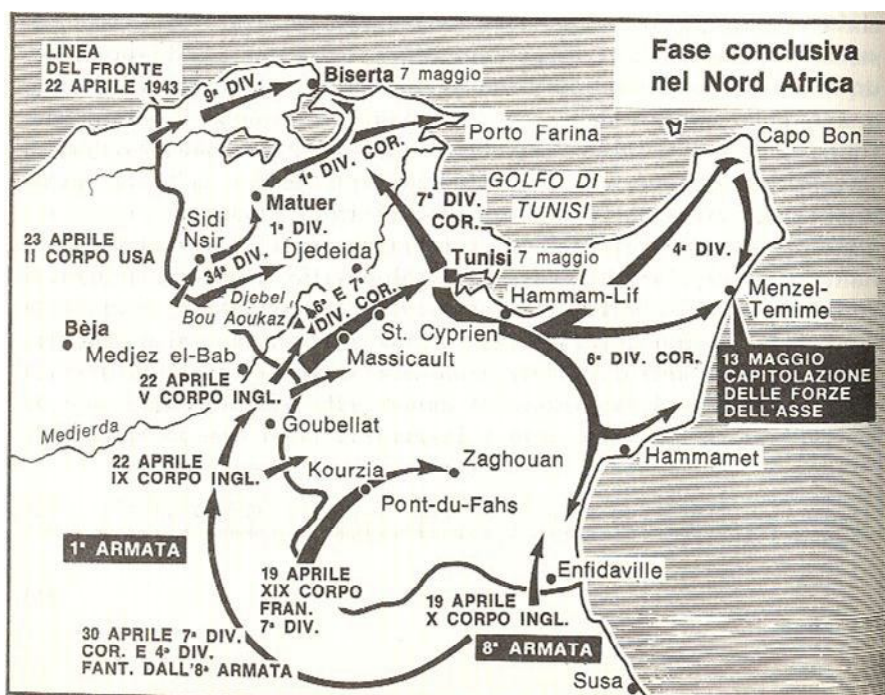 Fase conclusiva
nel Nord Africa
LINEA
DEL FRONTE
22 APRILE 1943
9ª DIV.
Biserta 7 maggio
Porto Farina
1ª DIV. COR.
Capo Bon
GOLFO DI
TUNISI
7ª DIV.
COR.
Matuer
Sidi
Nsir
1ª DIV.
23 APRILE
II CORPO USA
34ª DIV.
Djedeida
Tunisi 7 maggio
4ª DIV.
Djebel
Bou Aoukaz
6ª E 7ª
DIV. COR.
Hammam-Lif
Menzel-
Temime
Bèja
St. Cyprien
Medjez el-Bab
Massicault
6ª DIV. COR.
13 MAGGIO
CAPITOLAZIONE
DELLE FORZE
DELL'ASSE
22 APRILE
V CORPO INGL.
Medjerda
Goubellat
22 APRILE
IX CORPO INGL.
Kourzia
Zaghouan
Hammamet
Pont-du-Fahs
1ª ARMATA
19 APRILE
XIX CORPO
FRAN.
7ª DIV.
Enfidaville
19 APRILE
X CORPO INGL.
30 APRILE 7ª DIV.
COR. E 4ª DIV.
FANT. DALL'8ª ARMATA
8ª ARMATA
Susa